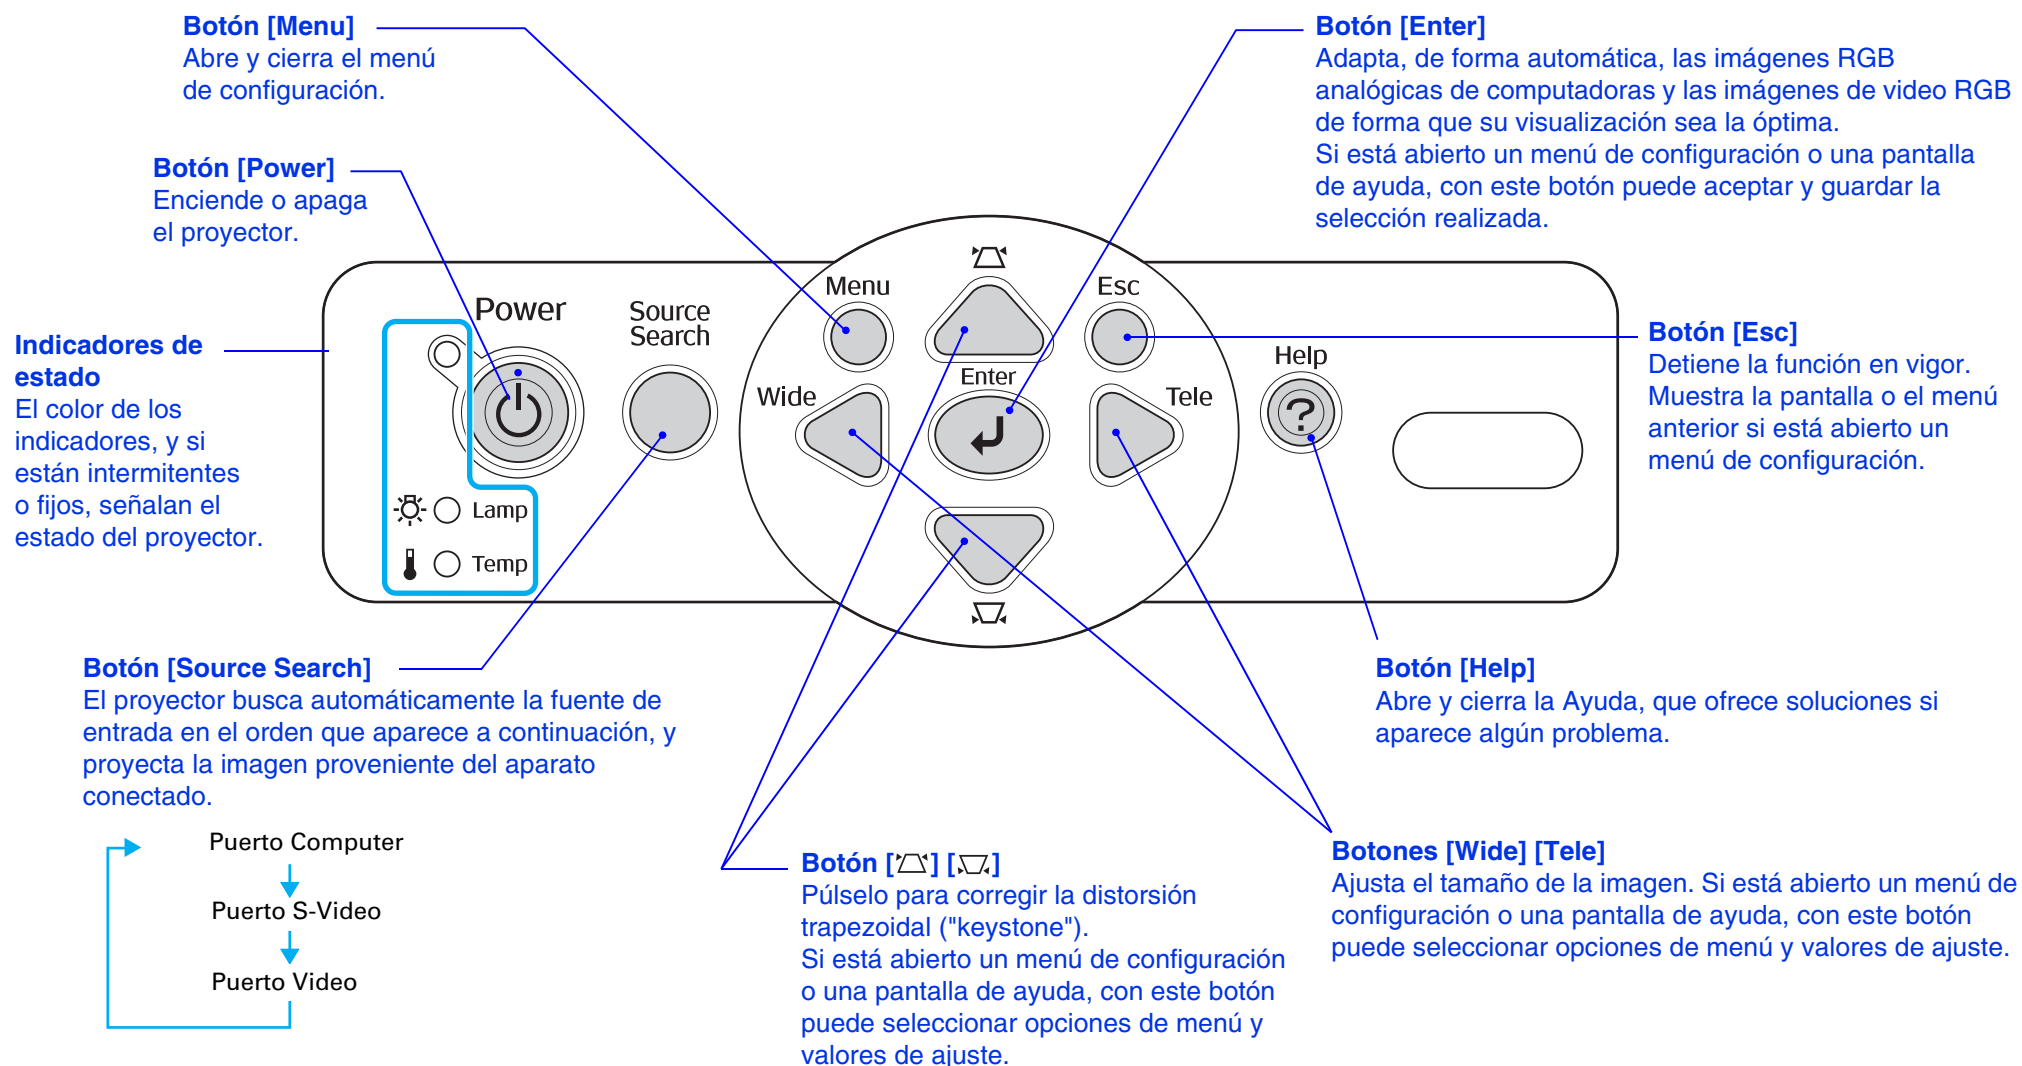 Botón [Menu]
Abre y cierra el menú
de configuración.
Botón [Enter]
Adapta, de forma automática, las imágenes RGB
analógicas de computadoras y las imágenes de video RGB
de forma que su visualización sea la óptima.
Si está abierto un menú de configuración o una pantalla
de ayuda, con este botón puede aceptar y guardar la
selección realizada.
Botón [Power]
Enciende o apaga
el proyector.
Indicadores de
estado
El color de los
indicadores, y si
están intermitentes
o fijos, señalan el
estado del proyector.
Power
Source
Search
Menu
Esc
Wide
Enter
Tele
Help
?
Lamp
Temp
Botón [Esc]
Detiene la función en vigor.
Muestra la pantalla o el menú
anterior si está abierto un
menú de configuración.
Botón [Source Search]
El proyector busca automáticamente la fuente de
entrada en el orden que aparece a continuación, y
proyecta la imagen proveniente del aparato
conectado.
Puerto Computer
Puerto S-Video
Puerto Video
Botón [Help]
Abre y cierra la Ayuda, que ofrece soluciones si
aparece algún problema.
Botón [ ] [ ]
Púlselo para corregir la distorsión
trapezoidal ("keystone").
Si está abierto un menú de configuración
o una pantalla de ayuda, con este botón
puede seleccionar opciones de menú y
valores de ajuste.
Botones [Wide] [Tele]
Ajusta el tamaño de la imagen. Si está abierto un menú de
configuración o una pantalla de ayuda, con este botón
puede seleccionar opciones de menú y valores de ajuste.